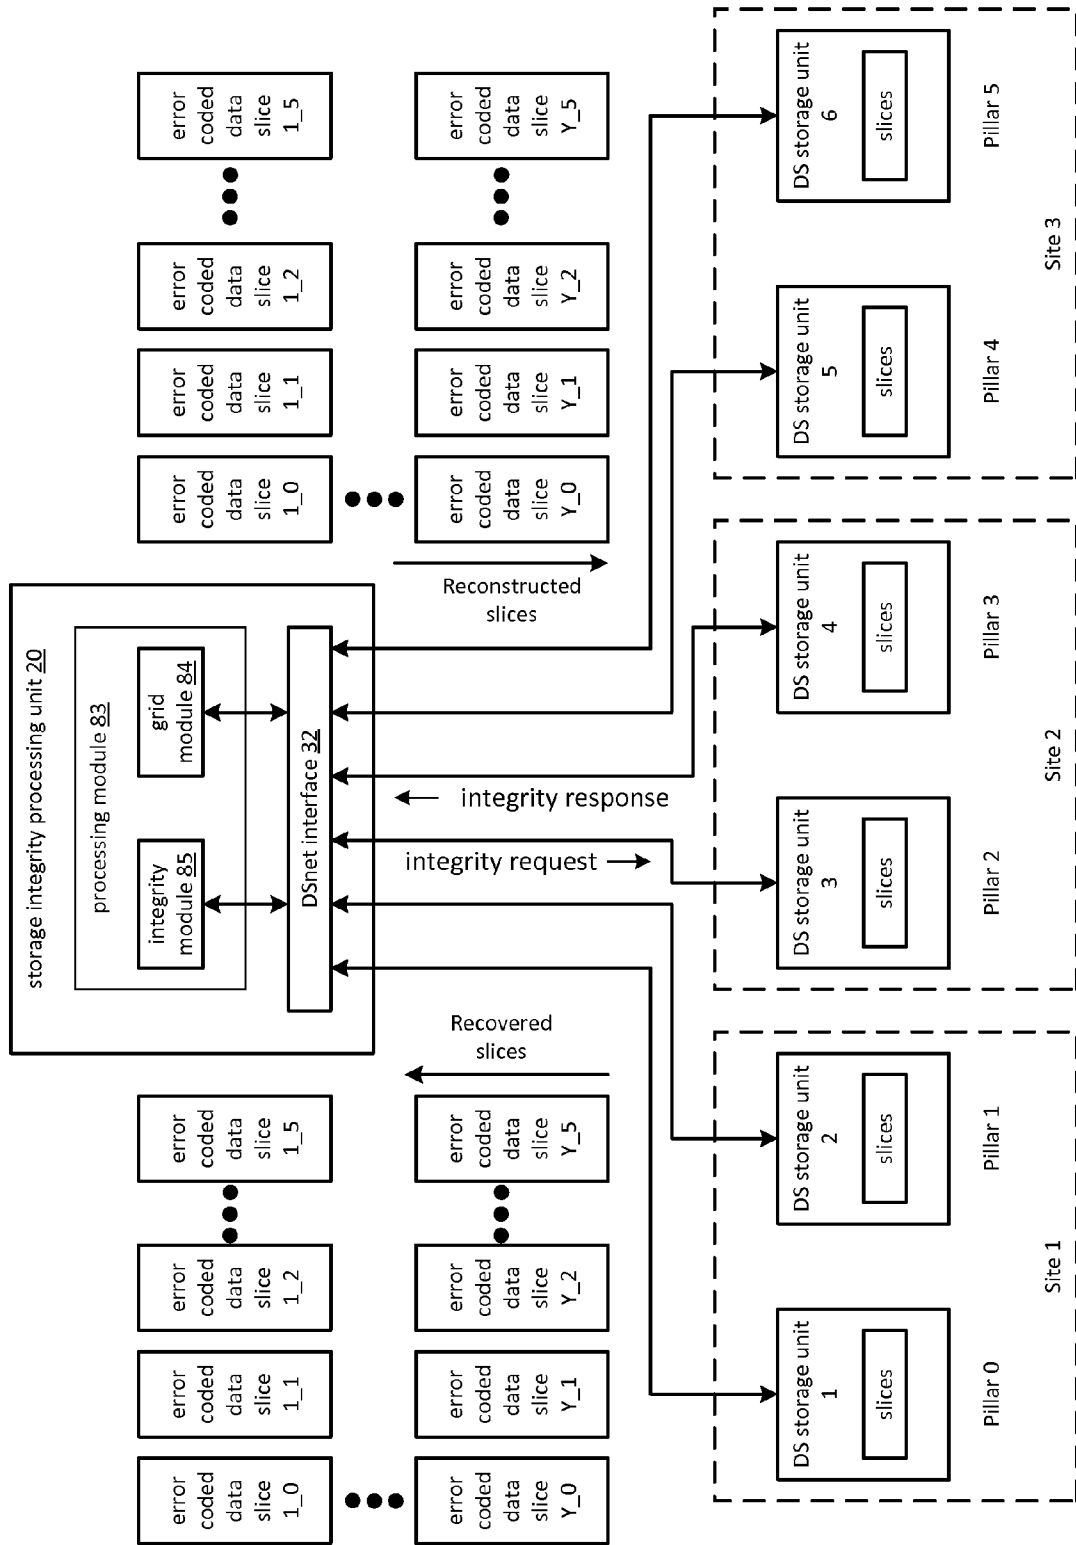 storage integrity processing unit 20
processing module 83
integrity
module 85
grid
module 84
DSnet interface 32
error
coded
data
slice
1_0
error
coded
data
slice
1_1
error
coded
data
slice
1_2
error
coded
data
slice
1_5
error
coded
data
slice
Y_0
error
coded
data
slice
Y_1
error
coded
data
slice
Y_2
error
coded
data
slice
Y_5
Recovered
slices
integrity request
integrity response
Reconstructed
slices
error
coded
data
slice
1_0
error
coded
data
slice
1_1
error
coded
data
slice
1_2
error
coded
data
slice
1_5
error
coded
data
slice
Y_0
error
coded
data
slice
Y_1
error
coded
data
slice
Y_2
error
coded
data
slice
Y_5
DS storage unit
1
slices
Pillar 0
DS storage unit
2
slices
Pillar 1
Site 1
DS storage unit
3
slices
Pillar 2
DS storage unit
4
slices
Pillar 3
Site 2
DS storage unit
5
slices
Pillar 4
DS storage unit
6
slices
Pillar 5
Site 3